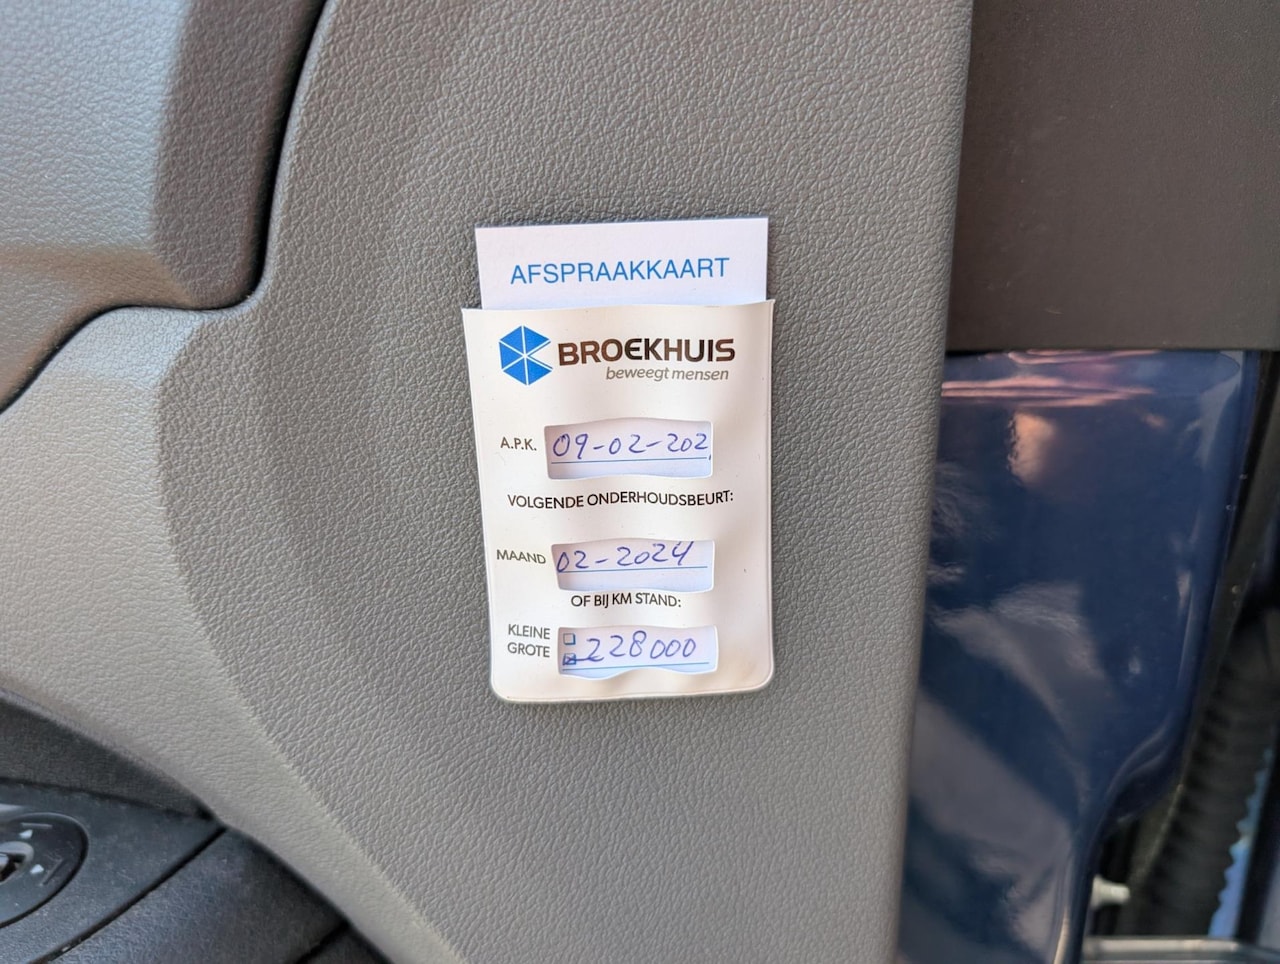 AFSPRAAKKAART
BROEKHUIS
beweegt mensen
A.P.K. 09-02-202
VOLGENDE ONDERHOUDSBEURT:
MAAND 02-2024
OF BIJ KM STAND:
KLEINE
GROTE 228000